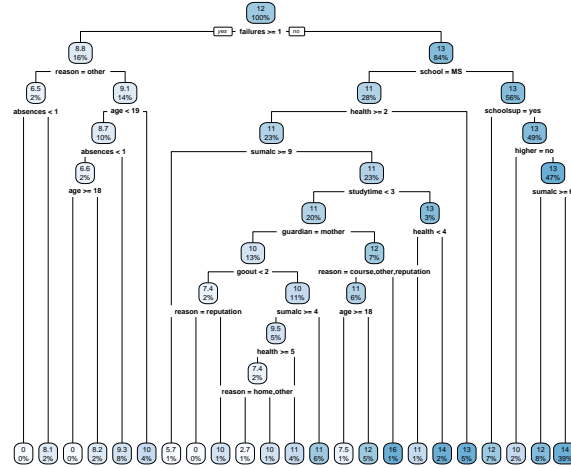 12
100%
yes failures >= 1 no
8.8
16%
13
84%
reason = other
school = MS
6.5
2%
9.1
14%
11
28%
13
56%
absences < 1
age < 19
health >= 2
schoolsup = yes
8.7
10%
11
23%
13
49%
absences < 1
sumalc >= 9
higher = no
6.6
2%
11
23%
13
47%
age >= 18
studytime < 3
sumalc >= 6
11
20%
13
3%
guardian = mother
health < 4
10
13%
12
7%
goout < 2
reason = course,other,reputation
7.4
2%
10
11%
11
6%
reason = reputation
sumalc >= 4
age >= 18
9.5
5%
health >= 5
7.4
2%
reason = home,other
0 8.1 0 8.2 9.3 10 5.7 0 10 2.7 10 11 11 7.5 12 16 11 14 13 12 10 12 14
0% 2% 0% 2% 8% 4% 1% 0% 1% 1% 1% 4% 6% 1% 5% 1% 1% 2% 5% 7% 2% 8% 39%